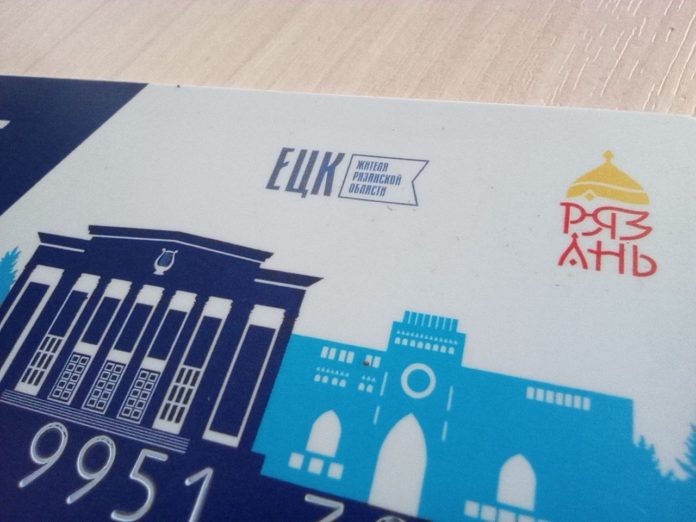 ЕЦК
ЖИТЕЛЯ
РЯЗАНСКОЙ
ОБЛАСТИ
РЯЗ
АНЬ
9951